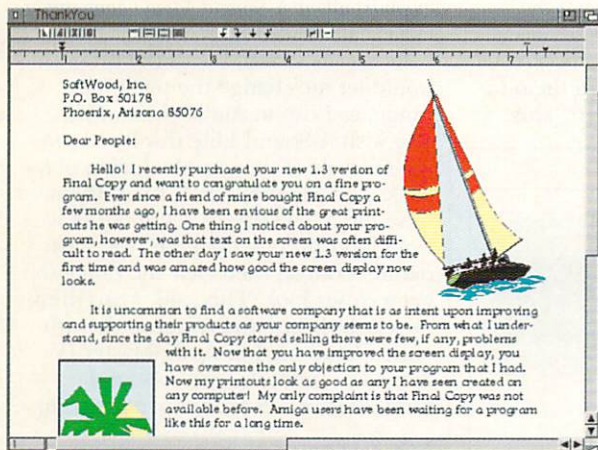 ThankYou
1 2 3 4 5 6 7
SoftWood, Inc.
P.O. Box 50178
Phoenix, Arizona 85076
Dear People:
Hello! I recently purchased your new 1.3 version of
Final Copy and want to congratulate you on a fine pro-
gram. Ever since a friend of mine bought Final Copy a
few months ago, I have been envious of the great print-
outs he was getting. One thing I noticed about your pro-
gram, however, was that text on the screen was often diffi-
cult to read. The other day I saw your new 1.3 version for the
first time and was amazed how good the screen display now
looks.
It is uncommon to find a software company that is as intent upon improving
and supporting their products as your company seems to be. From what I under-
stand, since the day Final Copy started selling there were few, if any, problems
with it. Now that you have improved the screen display, you
have overcome the only objection to your program that I had.
Now my printouts look as good as any I have seen created on
any computer! My only complaint is that Final Copy was not
available before. Amiga users have been waiting for a program
like this for a long time.
1